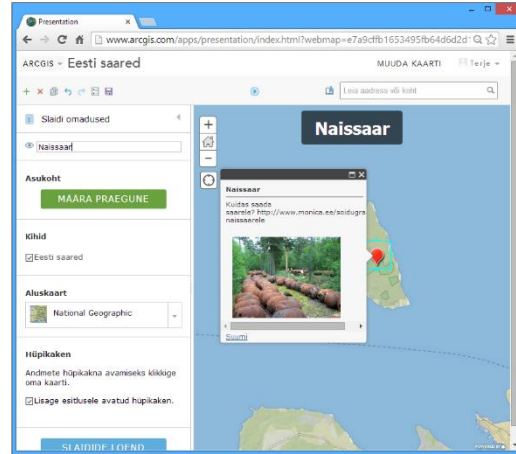 Presentation
www.arcgis.com/apps/presentation/index.html?webmap=e7a9cffb1653495fb64d6d2d
ARCGIS Eesti saared
MUUDA KAARTI
Terje
Leia aadress või koht
Slaidi omadused
Naissaar
Asukoht
MÄÄRA PRAEGUNE
Kihid
Eesti saared
Aluskaart
National Geographic
Hüpikaken
Andmete hüpikakna avamiseks klikkige
oma kaarti.
Lisage esitlusele avatud hüpikaken.
SLAIDIDE LOEND
Naissaar
Naissaar
Kuidas saada
saarele? http://www.monica.ee/soidugra
naissaarele
Suumi